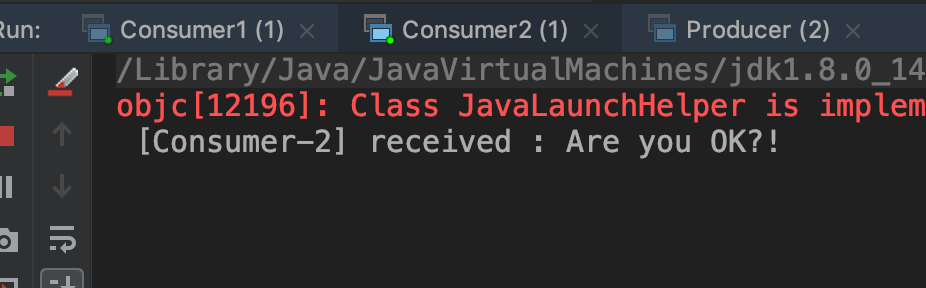 Run: Consumer1 (1) Consumer2 (1) Producer (2)
/Library/Java/JavaVirtualMachines/jdk1.8.0_14
objc[12196]: Class JavaLaunchHelper is implem
[Consumer-2] received : Are you OK?!